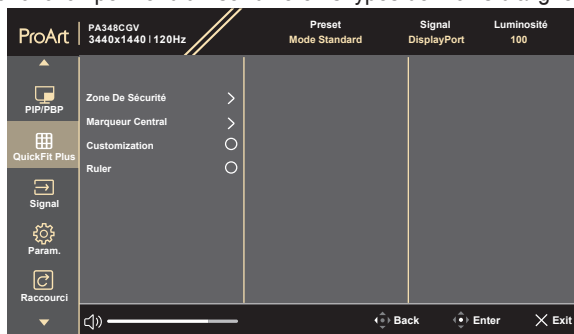 ProArt
PA348CGV
3440x1440 | 120Hz
Preset
Mode Standard
Signal
DisplayPort
Luminosité
100
PIP/PBP
QuickFit Plus
Signal
Param.
Raccourci
Zone De Sécurité
Marqueur Central
Customization
Ruler
Back
Enter
Exit